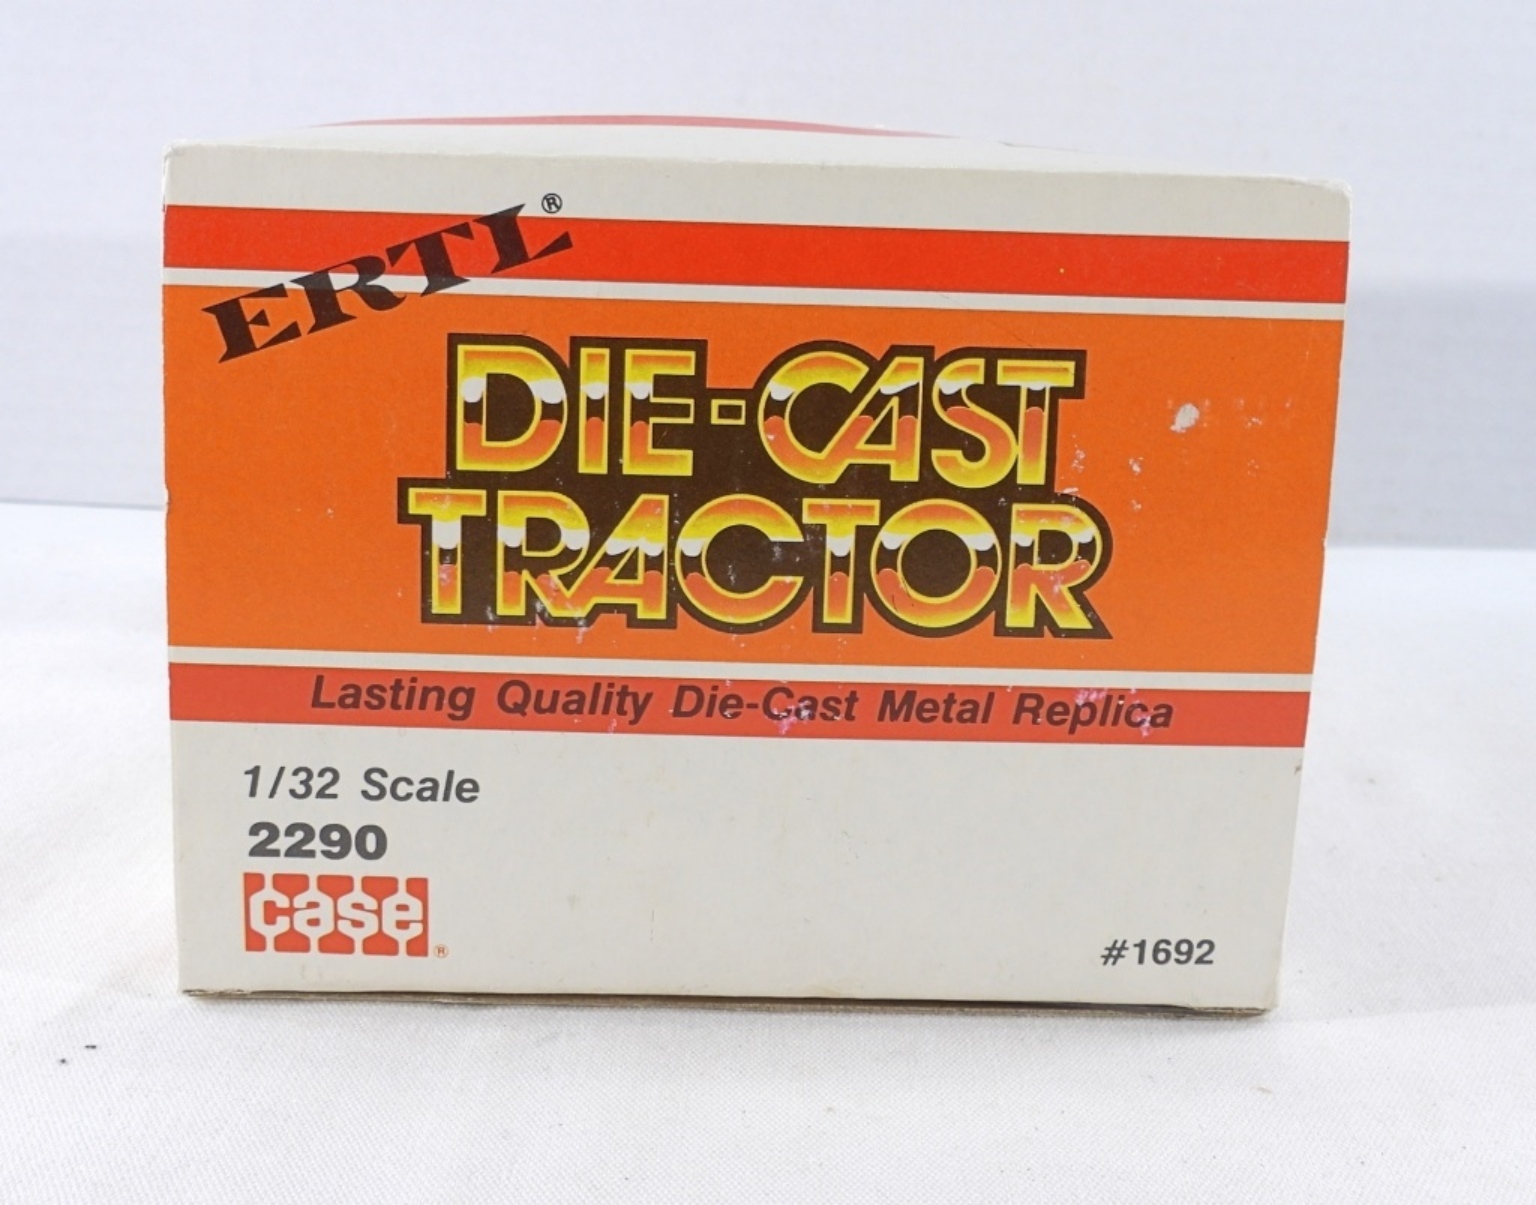 ERTL®
DIE-CAST
TRACTOR
Lasting Quality Die-Cast Metal Replica
1/32 Scale
2290
case®
#1692